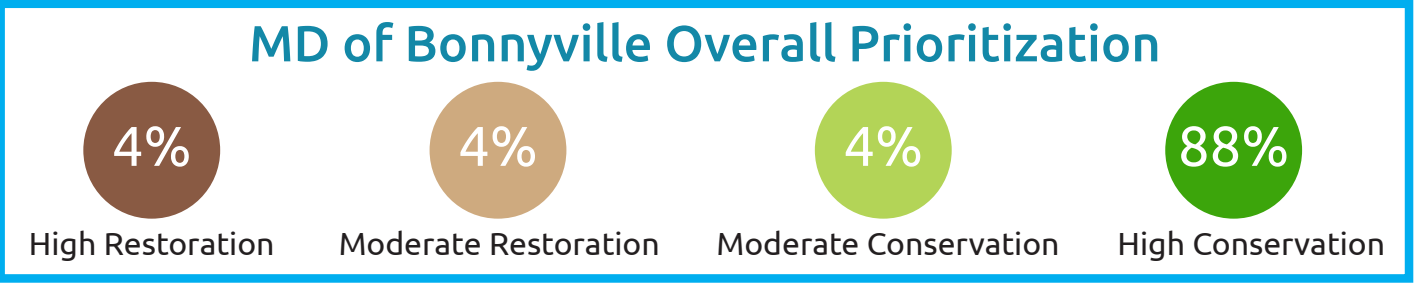 MD of Bonnyville Overall Prioritization
4% 4% 4% 88%
High Restoration Moderate Restoration Moderate Conservation High Conservation